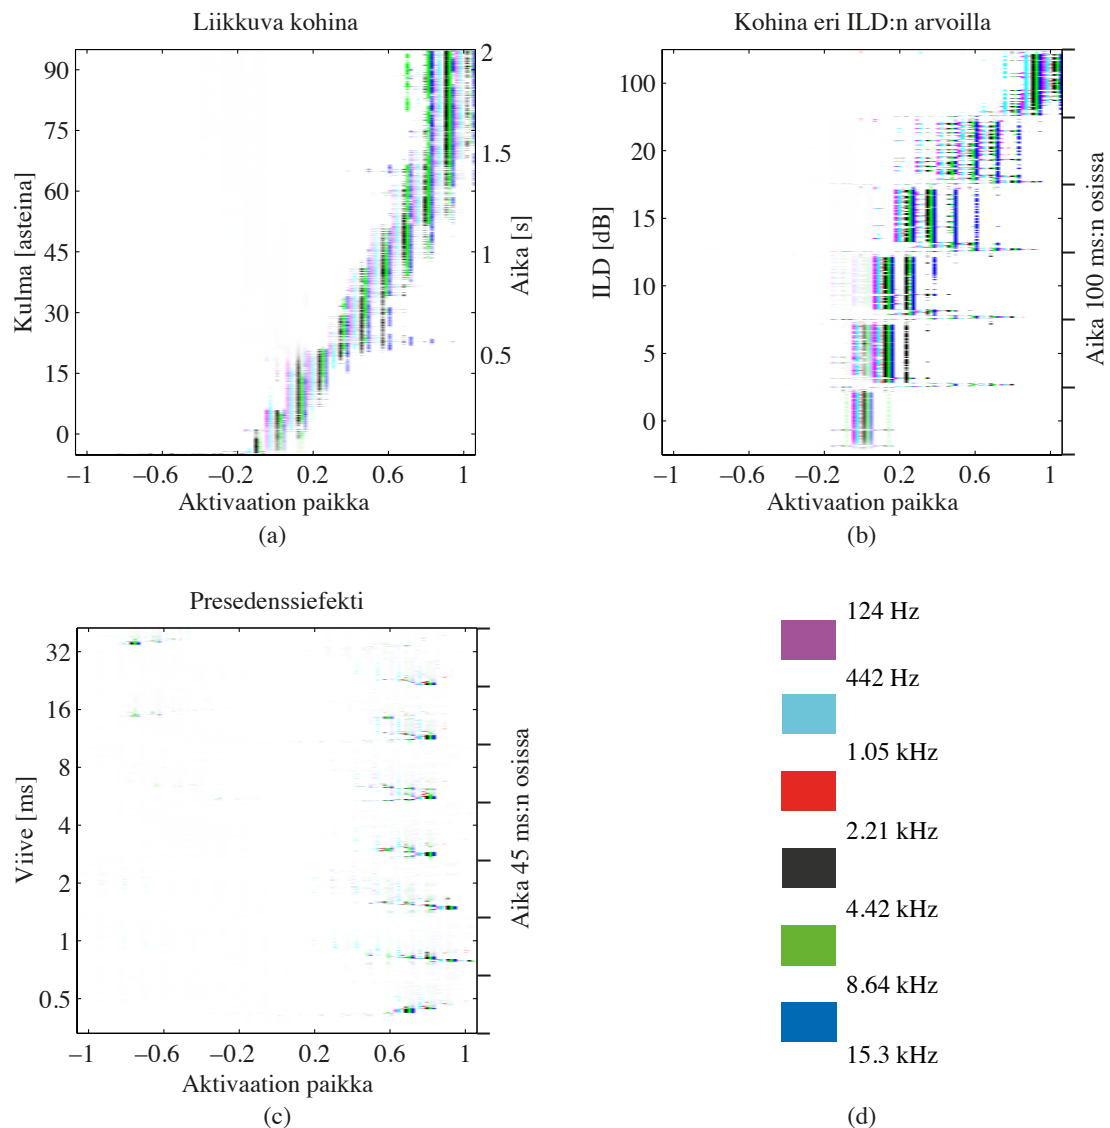 Liikkuva kohina
90
75
60
45
30
15
0
Kulma [asteina]
2
1.5
1
0.5
Aika [s]
−1 −0.6 −0.2 0.2 0.6 1
Aktivaation paikka
(a)
Kohina eri ILD:n arvoilla
100
20
15
10
5
0
ILD [dB]
Aika 100 ms:n osissa
−1 −0.6 −0.2 0.2 0.6 1
Aktivaation paikka
(b)
Presedenssiefekti
32
16
8
4
2
1
0.5
Viive [ms]
Aika 45 ms:n osissa
−1 −0.6 −0.2 0.2 0.6 1
Aktivaation paikka
(c)
124 Hz
442 Hz
1.05 kHz
2.21 kHz
4.42 kHz
8.64 kHz
15.3 kHz
(d)